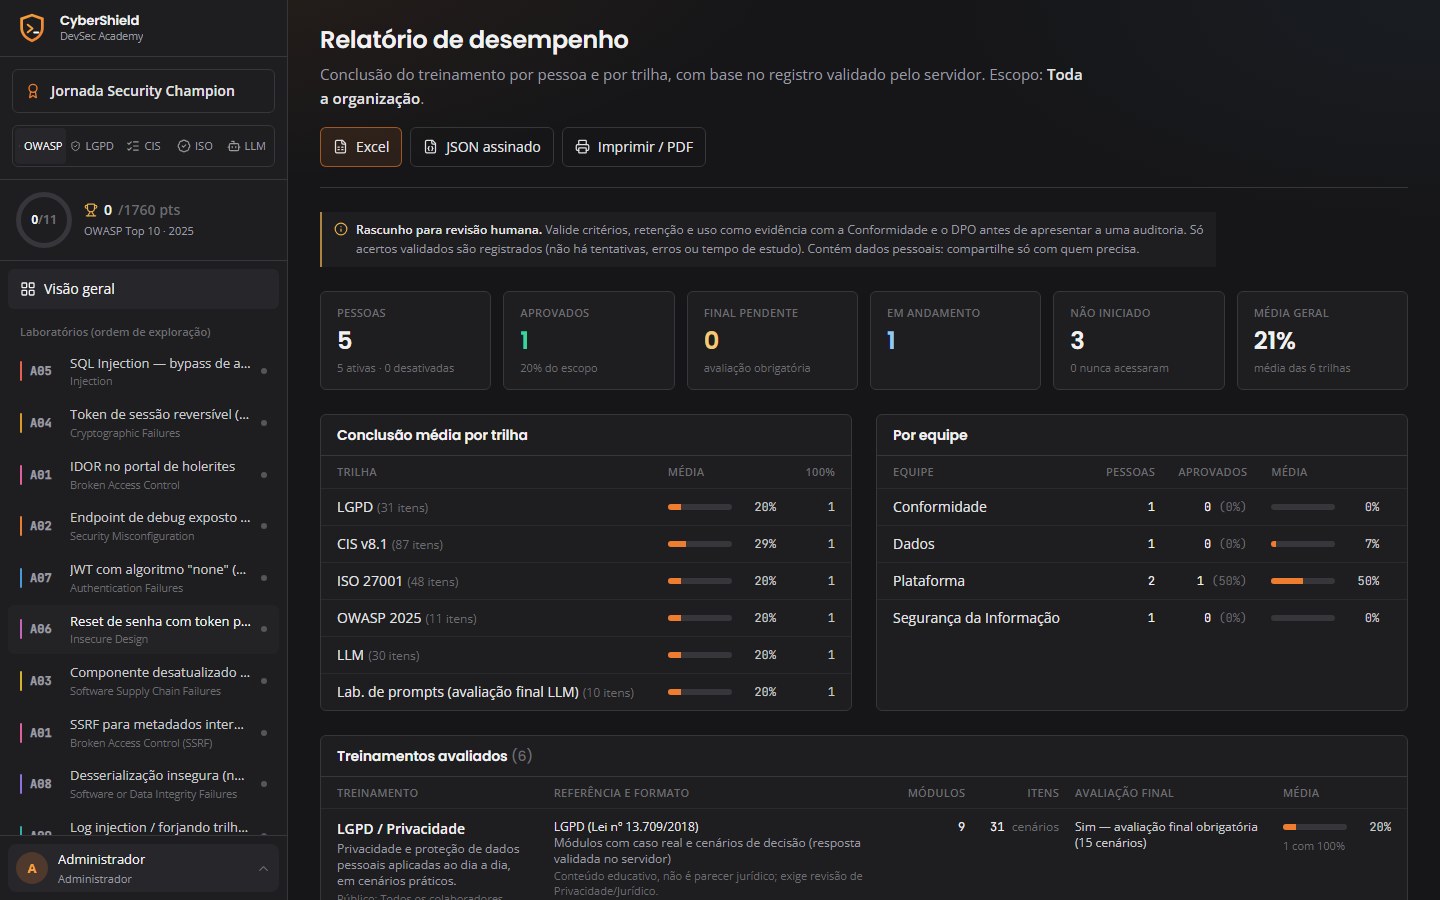 CyberShield
DevSec Academy
Jornada Security Champion
OWASP LGPD CIS ISO LLM
0/11
0 /1760 pts
OWASP Top 10 · 2025
Visão geral
Laboratórios (ordem de exploração)
A05 SQL Injection — bypass de a...
Injection
A04 Token de sessão reversível (...
Cryptographic Failures
A01 IDOR no portal de holerites
Broken Access Control
A02 Endpoint de debug exposto ...
Security Misconfiguration
A07 JWT com algoritmo "none" (...
Authentication Failures
A06 Reset de senha com token p...
Insecure Design
A03 Componente desatualizado ...
Software Supply Chain Failures
A01 SSRF para metadados inter...
Broken Access Control (SSRF)
A08 Desserialização insegura (n...
Software or Data Integrity Failures
Log injection / forjando trilh...
A
Administrador
Administrador
Relatório de desempenho
Conclusão do treinamento por pessoa e por trilha, com base no registro validado pelo servidor. Escopo: Toda
a organização.
Excel
JSON assinado
Imprimir / PDF
Rascunho para revisão humana. Valide critérios, retenção e uso como evidência com a Conformidade e o DPO antes de apresentar a uma auditoria. Só
acertos validados são registrados (não há tentativas, erros ou tempo de estudo). Contém dados pessoais: compartilhe só com quem precisa.
PESSOAS
5
5 ativas · 0 desativadas
APROVADOS
1
20% do escopo
FINAL PENDENTE
0
avaliação obrigatória
EM ANDAMENTO
1
NÃO INICIADO
3
0 nunca acessaram
MÉDIA GERAL
21%
média das 6 trilhas
Conclusão média por trilha
TRILHA MÉDIA 100%
LGPD (31 itens) 20% 1
CIS v8.1 (87 itens) 29% 1
ISO 27001 (48 itens) 20% 1
OWASP 2025 (11 itens) 20% 1
LLM (30 itens) 20% 1
Lab. de prompts (avaliação final LLM) (10 itens) 20% 1
Por equipe
EQUIPE PESSOAS APROVADOS MÉDIA
Conformidade 1 0 (0%) 0%
Dados 1 0 (0%) 7%
Plataforma 2 1 (50%) 50%
Segurança da Informação 1 0 (0%) 0%
Treinamentos avaliados (6)
TREINAMENTO REFERÊNCIA E FORMATO MÓDULOS ITENS AVALIAÇÃO FINAL MÉDIA
LGPD / Privacidade
Privacidade e proteção de dados
pessoais aplicadas ao dia a dia,
em cenários práticos.
Público: Todos os colaboradores
LGPD (Lei nº 13.709/2018)
Módulos com caso real e cenários de decisão (resposta
validada no servidor)
Conteúdo educativo, não é parecer jurídico; exige revisão de
Privacidade/Jurídico.
9
31 cenários
Sim — avaliação final obrigatória
(15 cenários)
20%
1 com 100%